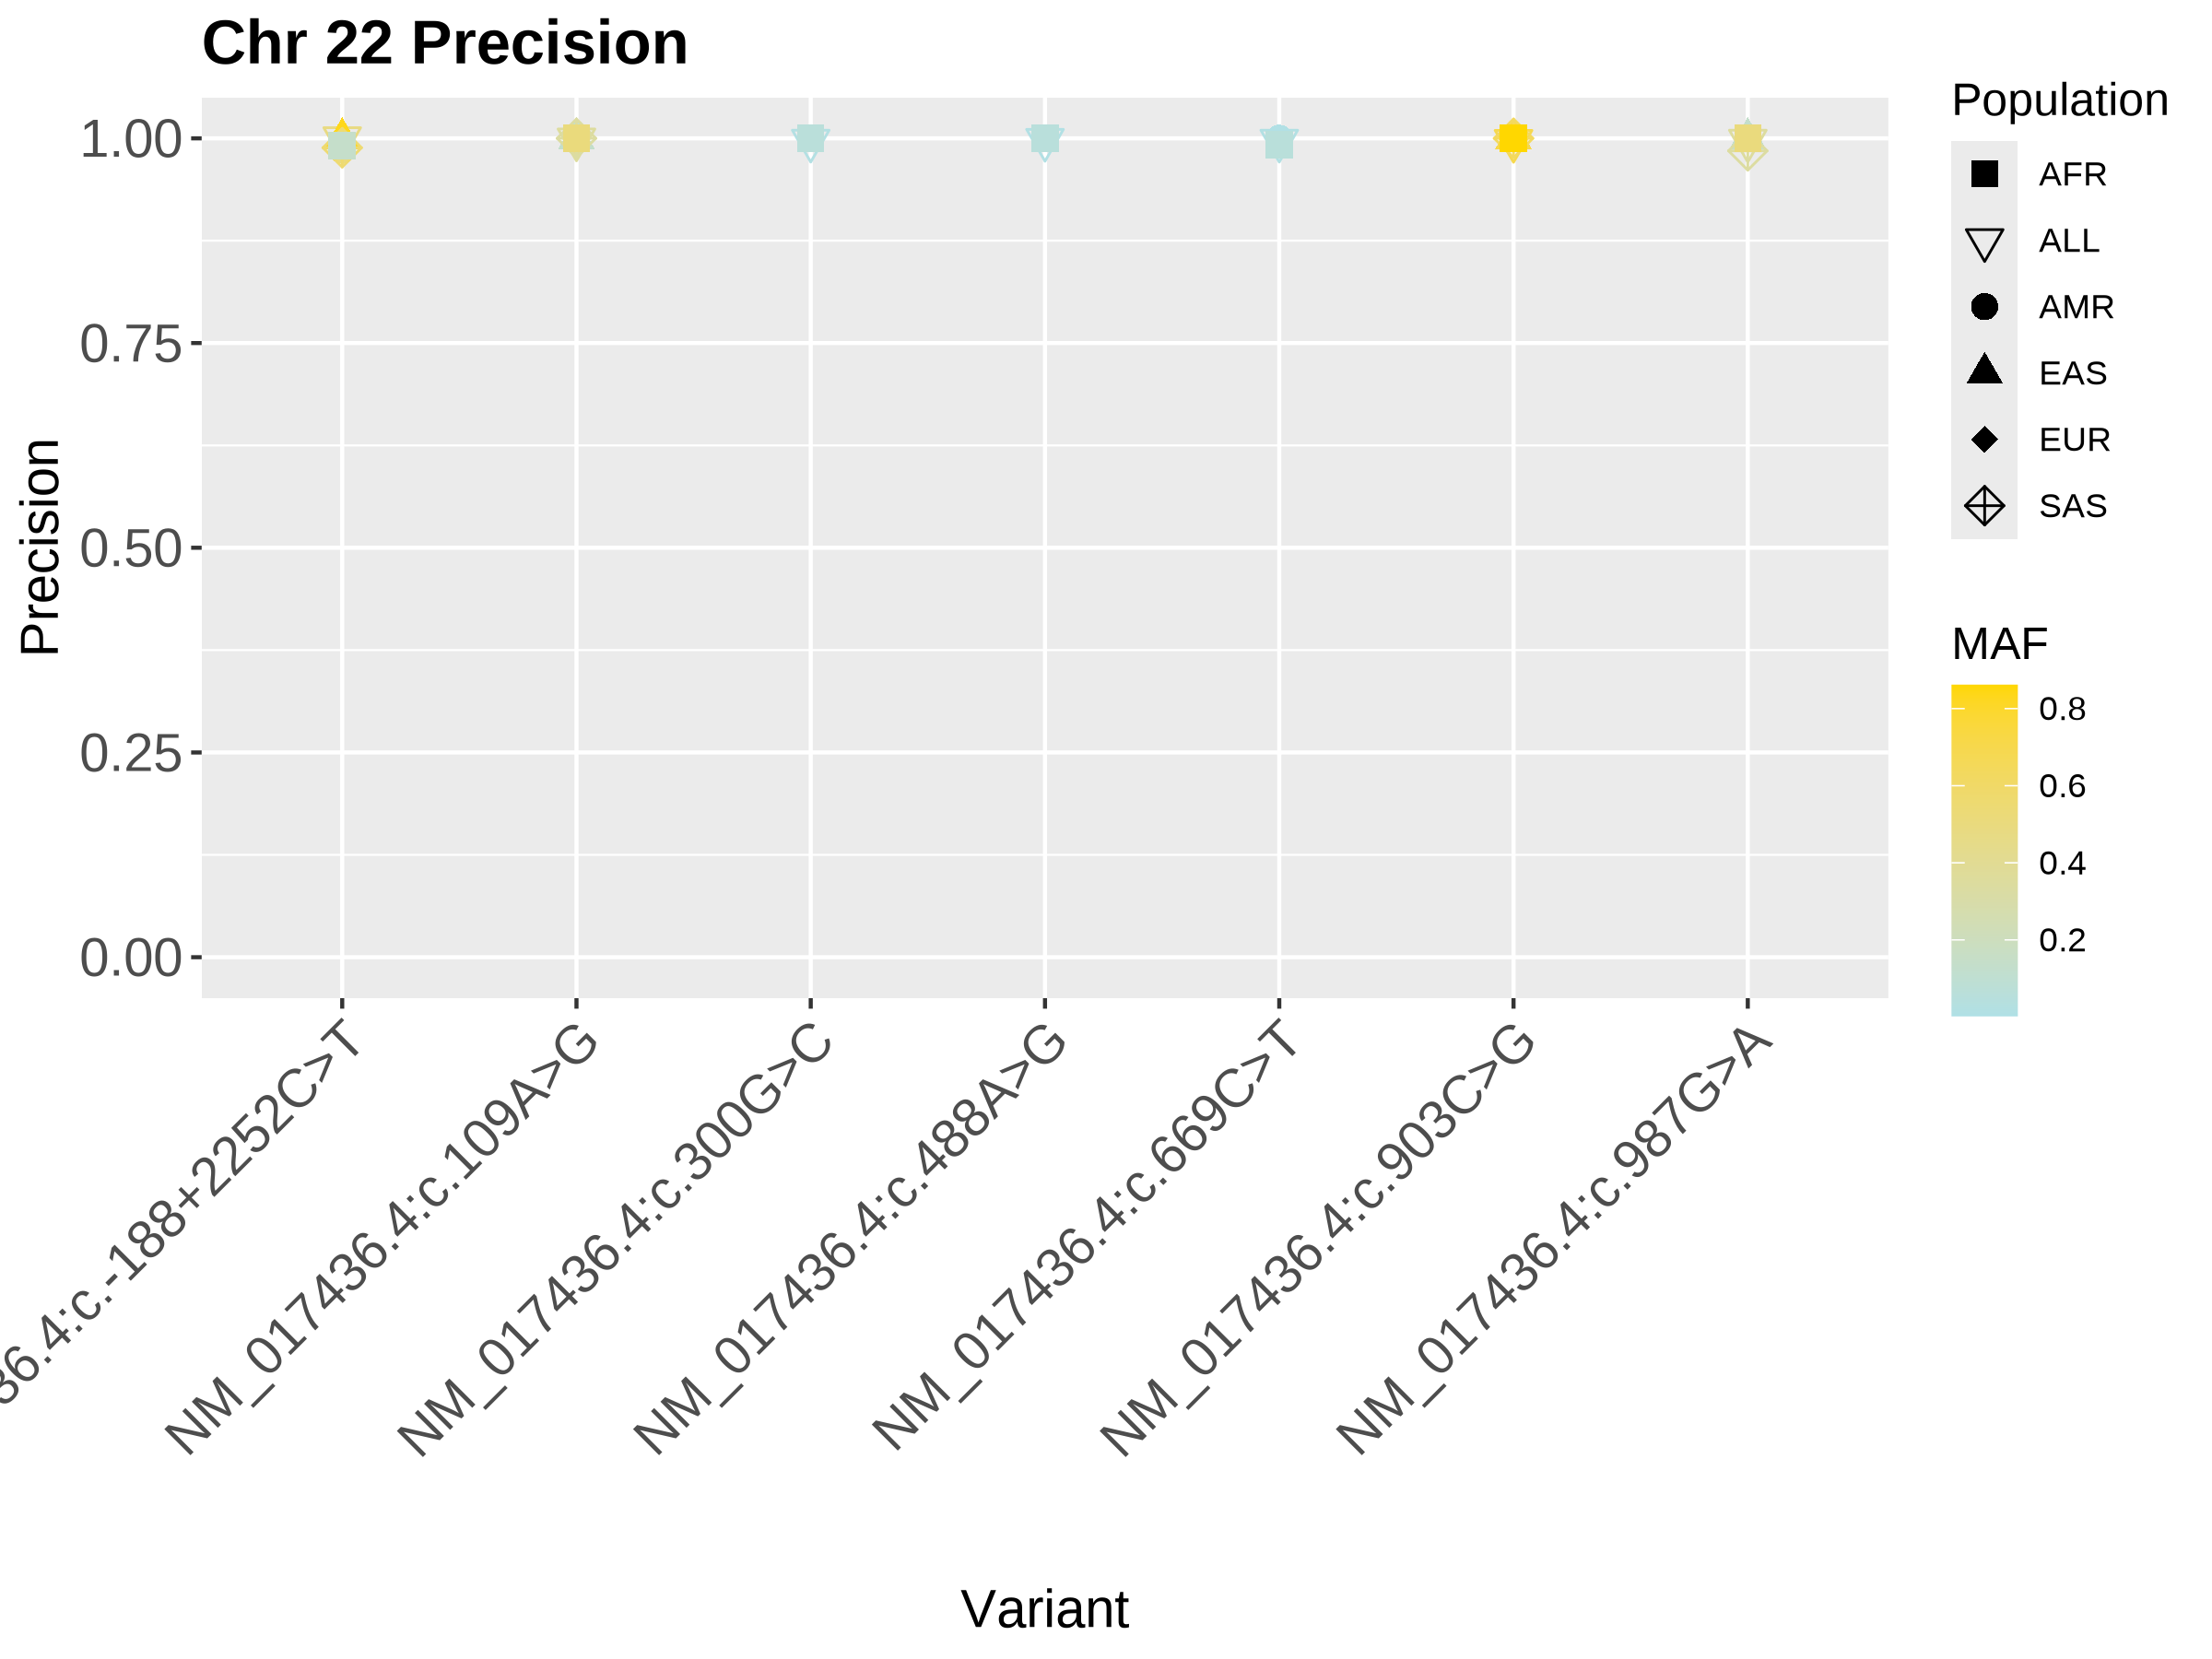 Chr 22 Precision
Precision
1.00
0.75
0.50
0.25
0.00
36.4:c.-188+2252C>T
NM_017436.4:c.109A>G
NM_017436.4:c.300G>C
NM_017436.4:c.488A>G
NM_017436.4:c.669C>T
NM_017436.4:c.903C>G
NM_017436.4:c.987G>A
Variant
Population
AFR
ALL
AMR
EAS
EUR
SAS
MAF
0.8
0.6
0.4
0.2